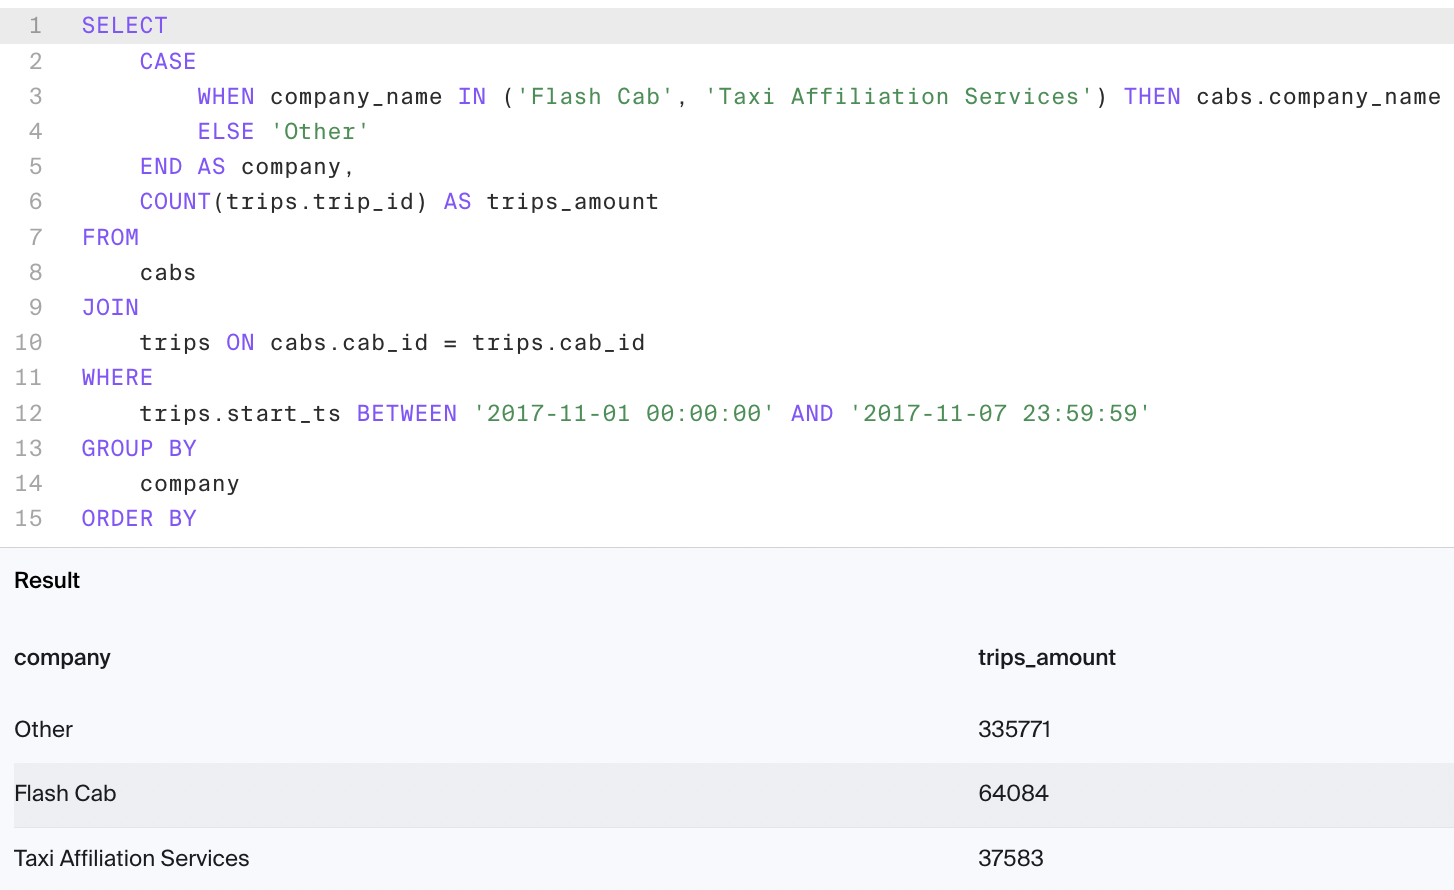 1 SELECT
2 CASE
3 WHEN company_name IN ('Flash Cab', 'Taxi Affiliation Services') THEN cabs.company_name
4 ELSE 'Other'
5 END AS company,
6 COUNT(trips.trip_id) AS trips_amount
7 FROM
8 cabs
9 JOIN
10 trips ON cabs.cab_id = trips.cab_id
11 WHERE
12 trips.start_ts BETWEEN '2017-11-01 00:00:00' AND '2017-11-07 23:59:59'
13 GROUP BY
14 company
15 ORDER BY
Result
company trips_amount
Other 335771
Flash Cab 64084
Taxi Affiliation Services 37583